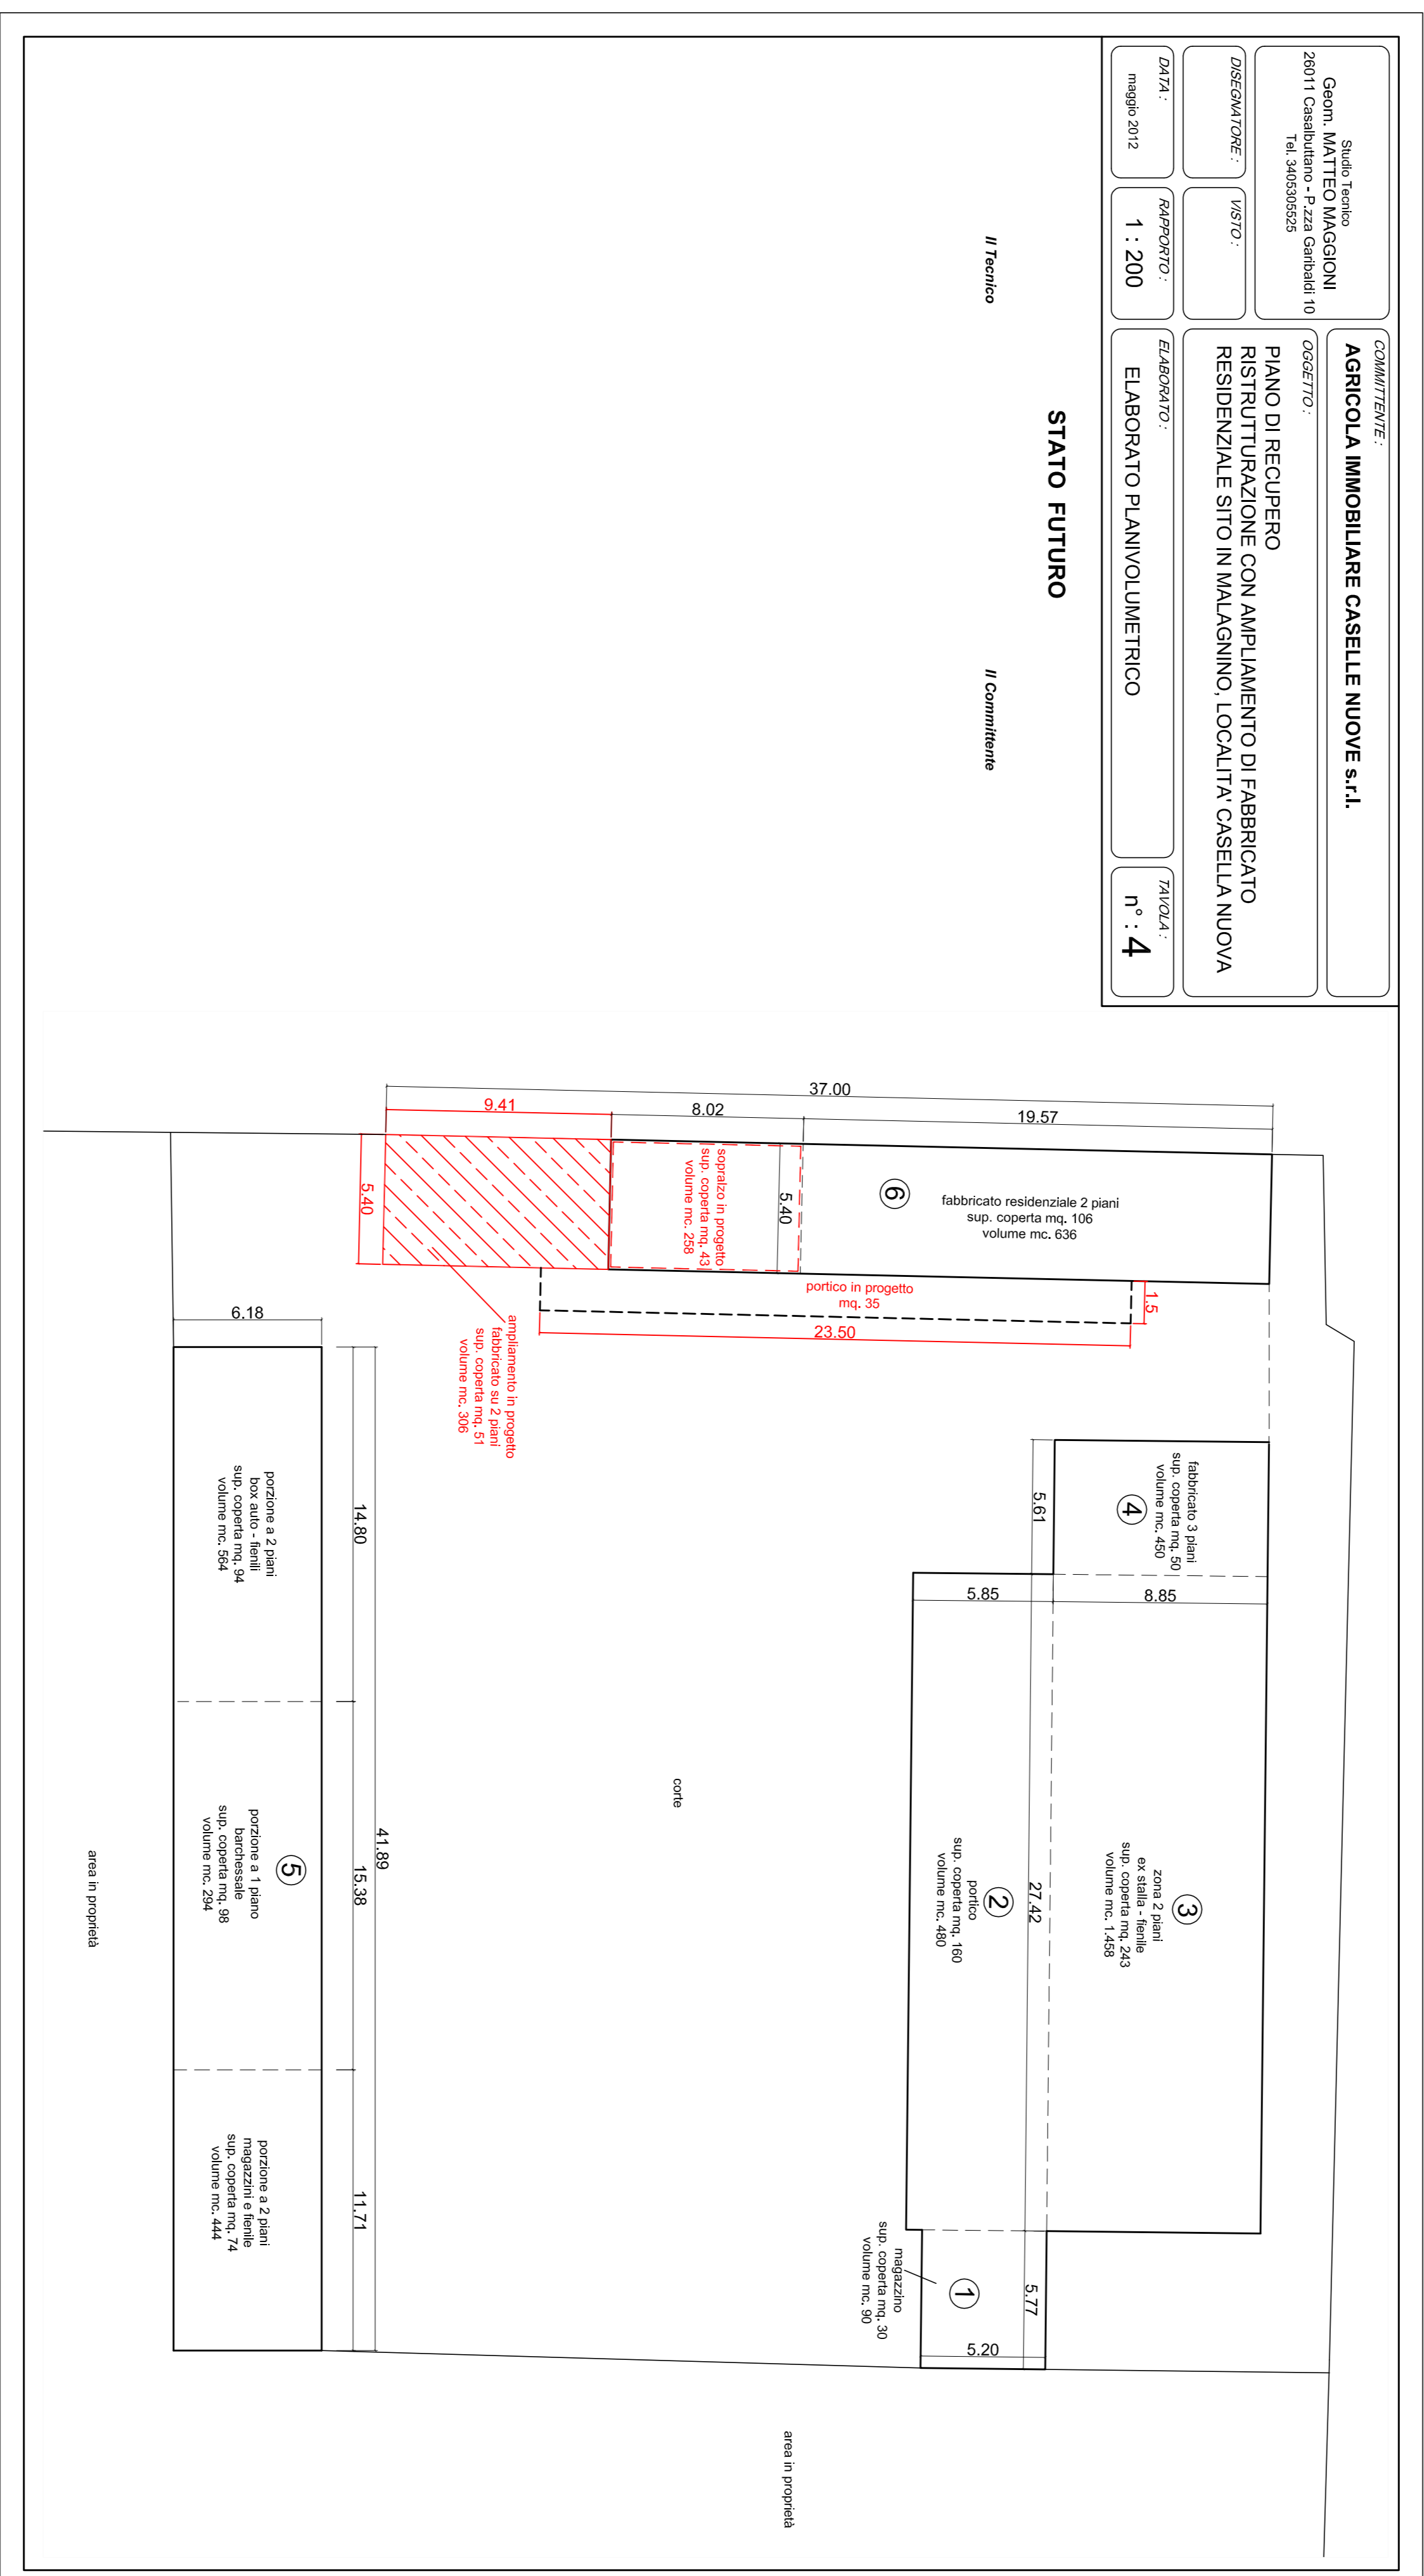 Studio Tecnico
Geom. MATTEO MAGGIONI
26011 Casalbuttano - P.zza Garibaldi 10
Tel. 3405305525
COMMITTENTE :
AGRICOLA IMMOBILIARE CASELLE NUOVE s.r.l.
DISEGNATORE :
VISTO :
OGGETTO :
PIANO DI RECUPERO
RISTRUTTURAZIONE CON AMPLIAMENTO DI FABBRICATO
RESIDENZIALE SITO IN MALAGNINO, LOCALITA' CASELLA NUOVA
DATA :
maggio 2012
RAPPORTO :
1 : 200
ELABORATO :
ELABORATO PLANIVOLUMETRICO
TAVOLA :
n° : 4
STATO FUTURO
Il Tecnico
Il Committente
37.00
9.41
8.02
19.57
5.40
sopralzo in progetto
sup. coperta mq. 43
volume mc. 258
5.40
6
fabbricato residenziale 2 piani
sup. coperta mq. 106
volume mc. 636
portico in progetto
mq. 35
1.5
23.50
ampliamento in progetto
fabbricato su 2 piani
sup. coperta mq. 51
volume mc. 306
fabbricato 3 piani
sup. coperta mq. 50
volume mc. 450
4
5.61
5.85
8.85
3
zona 2 piani
ex stalla - fienile
sup. coperta mq. 243
volume mc. 1.458
27.42
2
portico
sup. coperta mq. 160
volume mc. 480
5.77
1
magazzino
sup. coperta mq. 30
volume mc. 90
5.20
corte
6.18
41.89
14.80
15.38
11.71
porzione a 2 piani
box auto - fienili
sup. coperta mq. 94
volume mc. 564
5
porzione a 1 piano
barchessale
sup. coperta mq. 98
volume mc. 294
porzione a 2 piani
magazzini e fienile
sup. coperta mq. 74
volume mc. 444
area in proprietà
area in proprietà